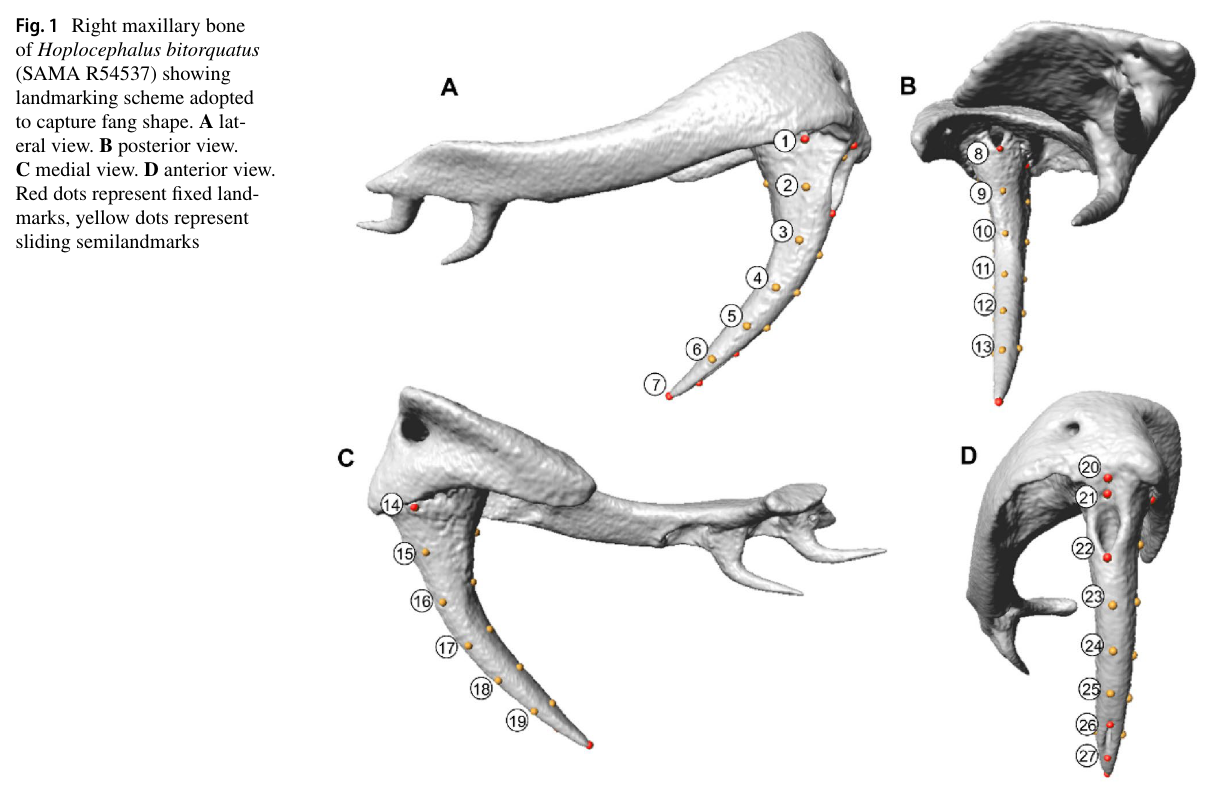 Fig. 1 Right maxillary bone
of Hoplocephalus bitorquatus
(SAMA R54537) showing
landmarking scheme adopted
to capture fang shape. A lat-
eral view. B posterior view.
C medial view. D anterior view.
Red dots represent fixed land-
marks, yellow dots represent
sliding semilandmarks
A
1
2
3
4
5
6
7
B
8
9
10
11
12
13
C
14
15
16
17
18
19
D
20
21
22
23
24
25
26
27